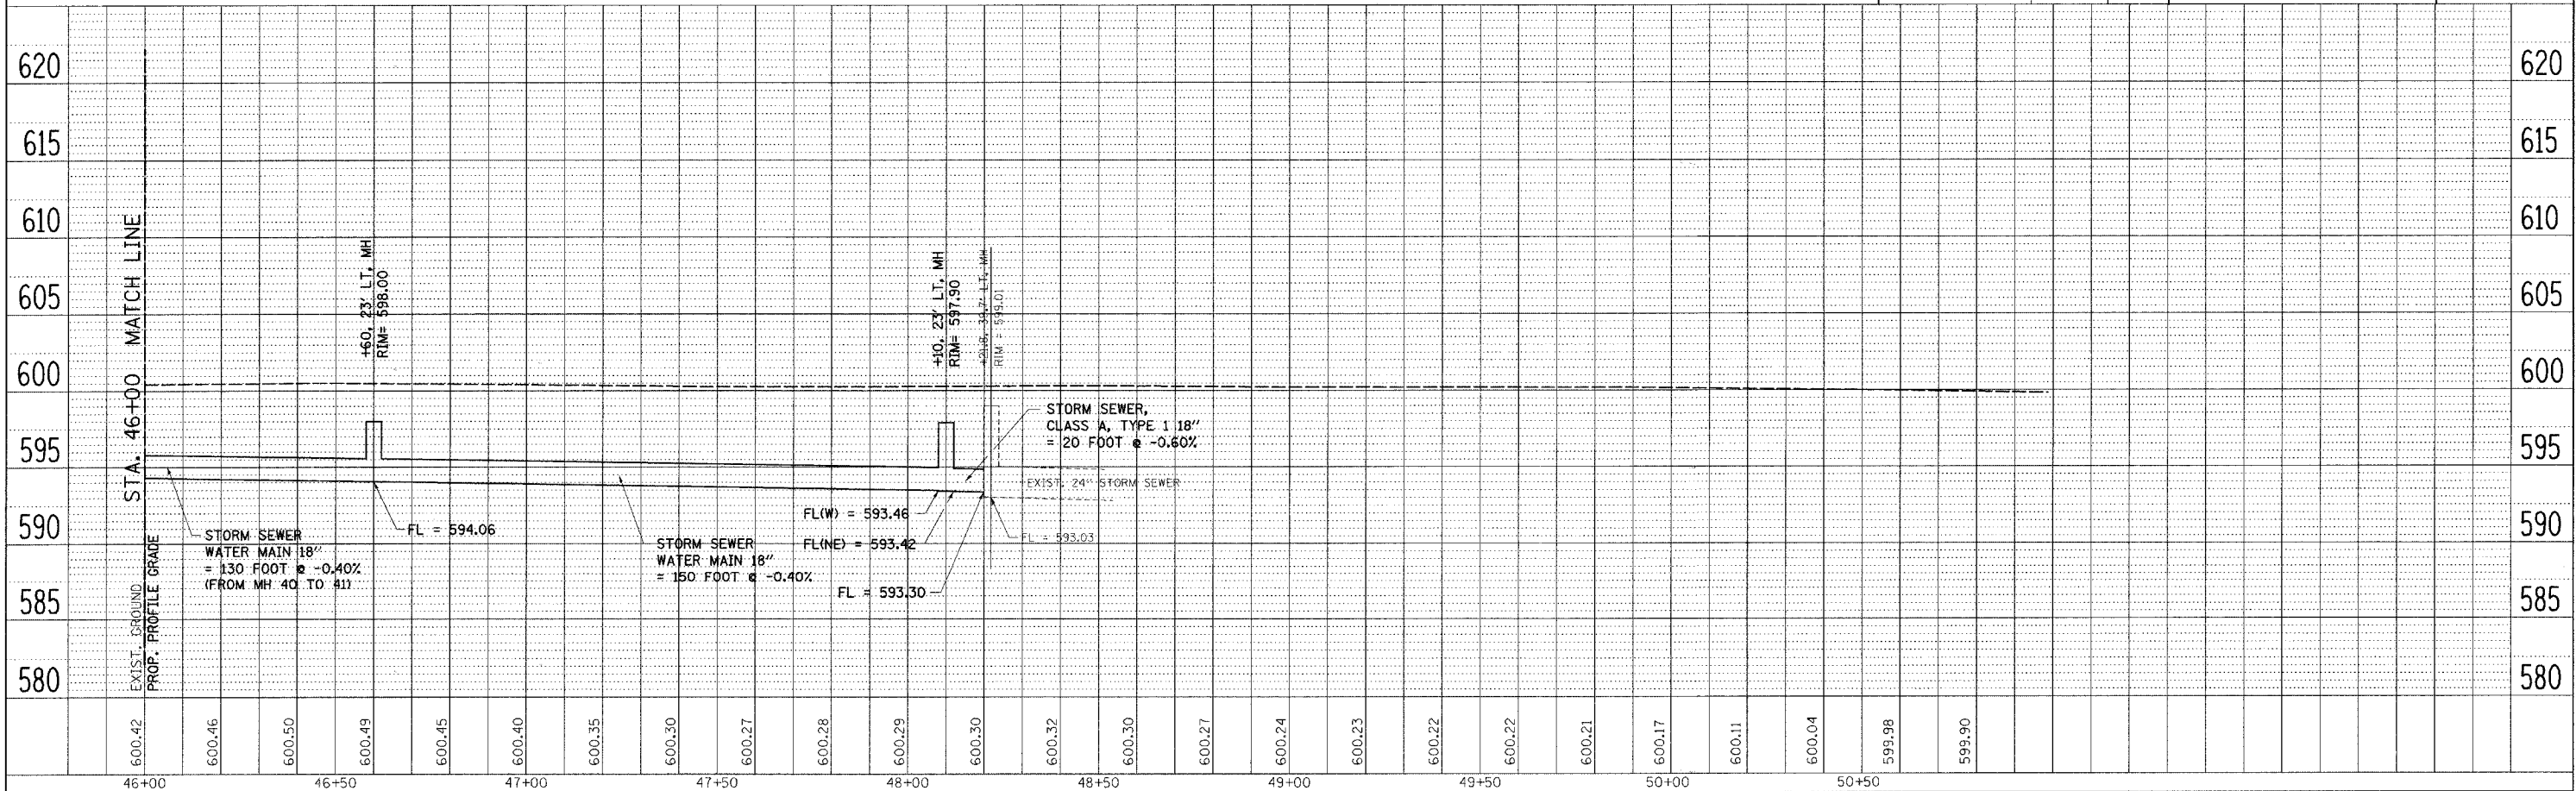 620
620
615
615
610
610
605
605
600
600
595
595
590
590
585
585
580
580
STA. 46+00 MATCH LINE
EXIST. GROUND
PROP. PROFILE GRADE
+60, 23' LT, MH
RIM= 598.00
+10, 23' LT, MH
RIM= 597.90
+21.8, 39.7' LT, MH
RIM = 599.01
STORM SEWER,
CLASS A, TYPE 1 18"
= 20 FOOT @ -0.60%
EXIST. 24" STORM SEWER
STORM SEWER
WATER MAIN 18"
= 130 FOOT @ -0.40%
(FROM MH 40 TO 41)
FL = 594.06
STORM SEWER
WATER MAIN 18"
= 150 FOOT @ -0.40%
FL(W) = 593.46
FL(NE) = 593.42
FL = 593.30
FL = 593.03
600.42
600.46
600.50
600.49
600.45
600.40
600.35
600.30
600.27
600.28
600.29
600.30
600.32
600.30
600.27
600.24
600.23
600.22
600.22
600.21
600.17
600.11
600.04
599.98
599.90
46+00
46+50
47+00
47+50
48+00
48+50
49+00
49+50
50+00
50+50